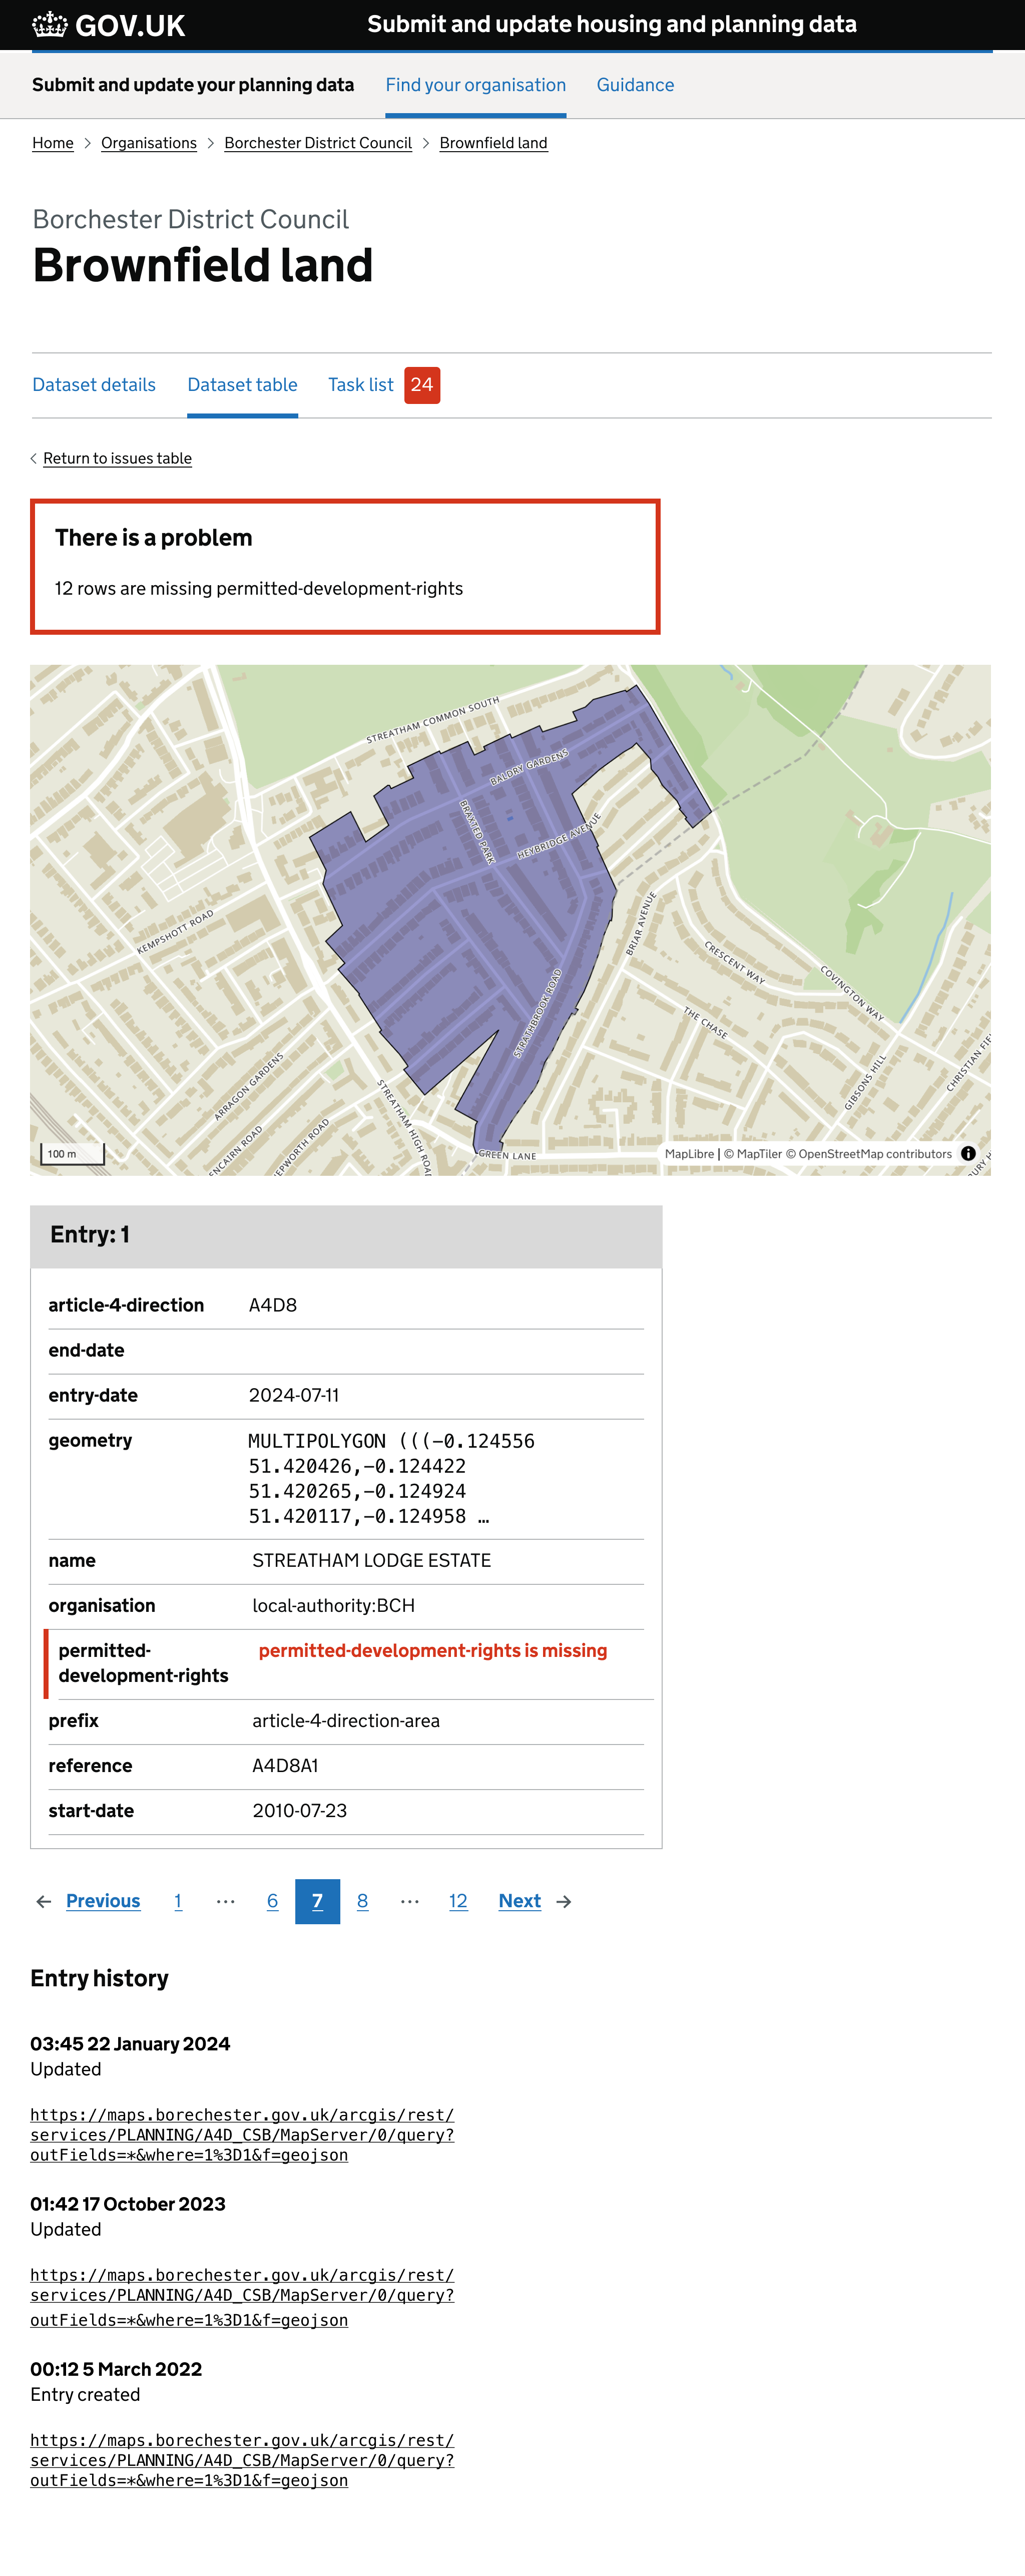 GOV.UK
Submit and update housing and planning data
Submit and update your planning data
Find your organisation
Guidance
Home
Organisations
Borchester District Council
Brownfield land
Borchester District Council
Brownfield land
Dataset details
Dataset table
Task list 24
Return to issues table
There is a problem
12 rows are missing permitted-development-rights
STREATHAM COMMON SOUTH
BALDRY GARDENS
BRAXTED PARK
HEYBRIDGE AVENUE
KEMPSHOTT ROAD
BRIAR AVENUE
CRESCENT WAY
COVINGTON WAY
STRATHBROOK ROAD
THE CHASE
ARRAGON GARDENS
STREATHAM HIGH ROA
GIBSONS HILL
CHRISTIAN FIE
ENCAIRN ROAD
EPWORTH ROAD
GREEN LANE
BURY H
100 m
MapLibre | © MapTiler © OpenStreetMap contributors
Entry: 1
article-4-direction A4D8
end-date
entry-date 2024-07-11
geometry MULTIPOLYGON (((-0.124556
51.420426,-0.124422
51.420265,-0.124924
51.420117,-0.124958 …
name STREATHAM LODGE ESTATE
organisation local-authority:BCH
permitted- permitted-development-rights is missing
development-rights
prefix article-4-direction-area
reference A4D8A1
start-date 2010-07-23
Previous 1 ··· 6 7 8 ··· 12 Next
Entry history
03:45 22 January 2024
Updated
https://maps.borechester.gov.uk/arcgis/rest/
services/PLANNING/A4D_CSB/MapServer/0/query?
outFields=*&where=1%3D1&f=geojson
01:42 17 October 2023
Updated
https://maps.borechester.gov.uk/arcgis/rest/
services/PLANNING/A4D_CSB/MapServer/0/query?
outFields=*&where=1%3D1&f=geojson
00:12 5 March 2022
Entry created
https://maps.borechester.gov.uk/arcgis/rest/
services/PLANNING/A4D_CSB/MapServer/0/query?
outFields=*&where=1%3D1&f=geojson